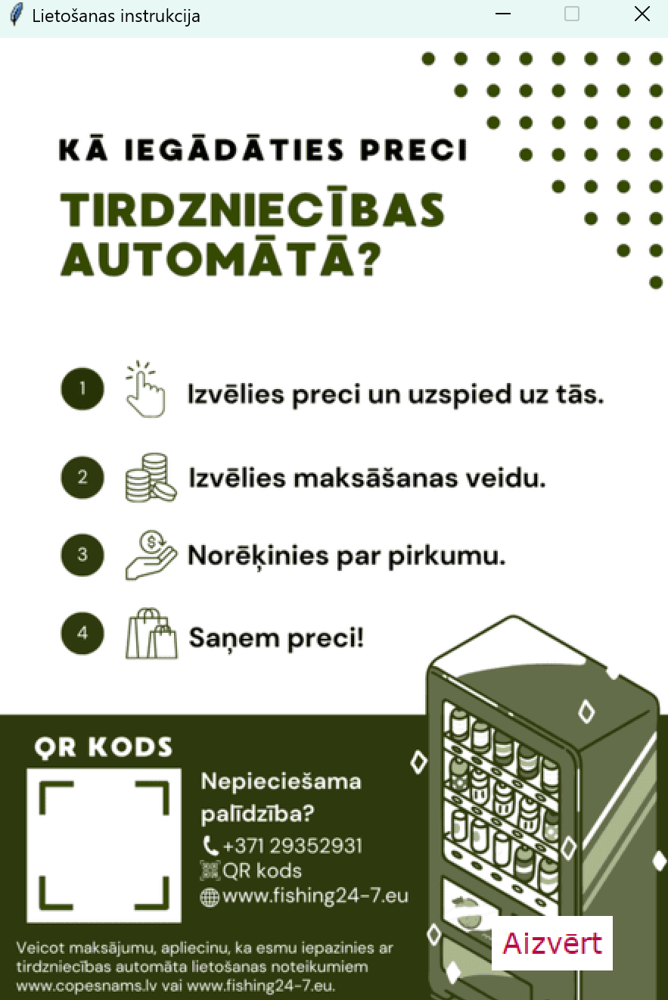 Lietošanas instrukcija
KĀ IEGĀDĀTIES PRECI
TIRDZNIECĪBAS
AUTOMĀTĀ?
1 Izvēlies preci un uzspied uz tās.
2 Izvēlies maksāšanas veidu.
3 Norēķinies par pirkumu.
4 Saņem preci!
QR KODS
Nepieciešama
palīdzība?
+371 29352931
QR kods
www.fishing24-7.eu
Veicot maksājumu, apliecinu, ka esmu iepazinies ar
tirdzniecības automāta lietošanas noteikumiem
www.copesnams.lv vai www.fishing24-7.eu.
Aizvērt